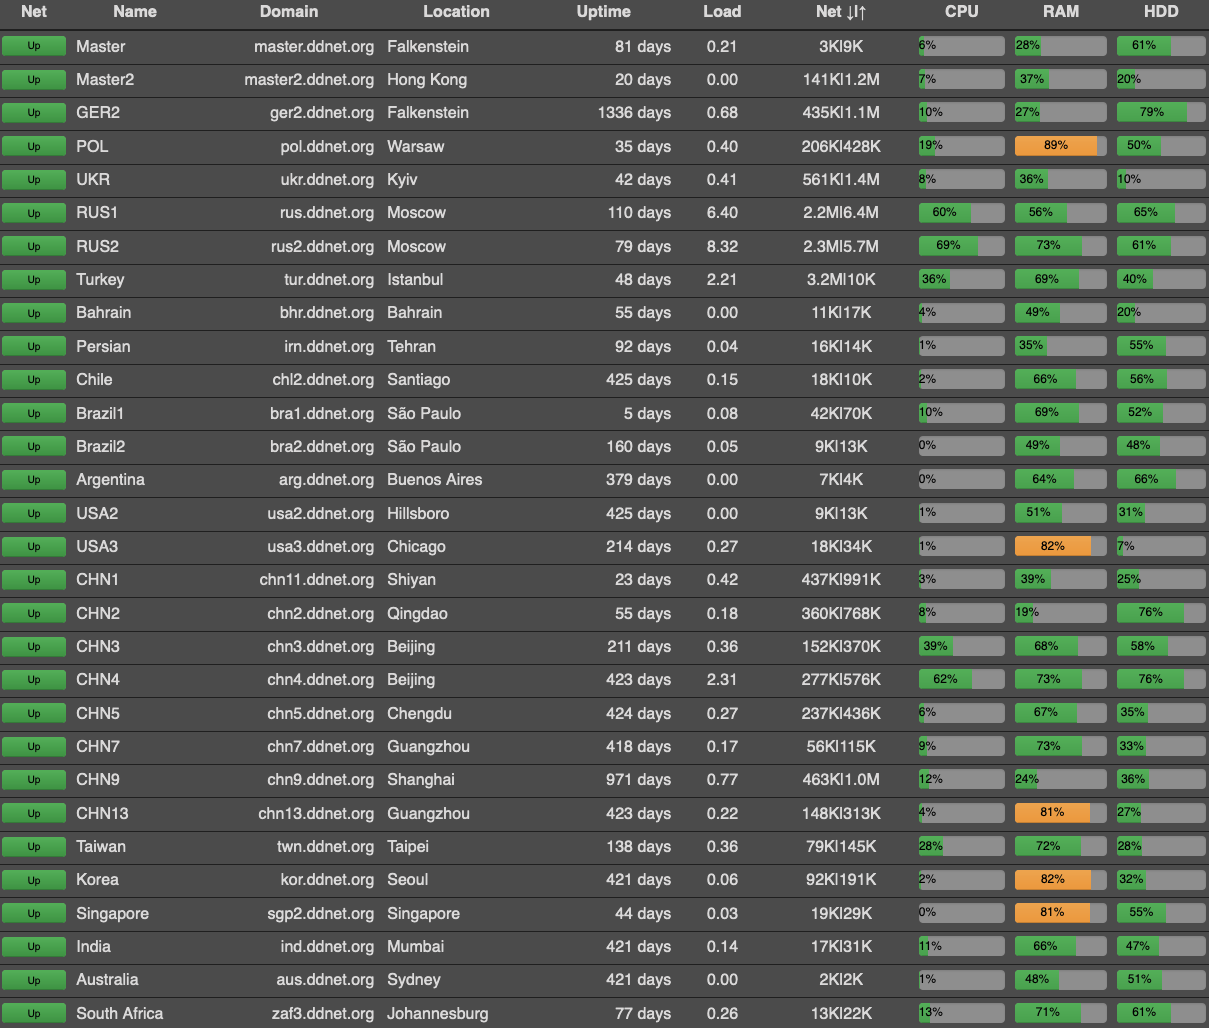 Net Name Domain Location Uptime Load Net ↓|↑ CPU RAM HDD
Up Master master.ddnet.org Falkenstein 81 days 0.21 3K|9K 6% 28% 61%
Up Master2 master2.ddnet.org Hong Kong 20 days 0.00 141K|1.2M 7% 37% 20%
Up GER2 ger2.ddnet.org Falkenstein 1336 days 0.68 435K|1.1M 10% 27% 79%
Up POL pol.ddnet.org Warsaw 35 days 0.40 206K|428K 19% 89% 50%
Up UKR ukr.ddnet.org Kyiv 42 days 0.41 561K|1.4M 8% 36% 10%
Up RUS1 rus.ddnet.org Moscow 110 days 6.40 2.2M|6.4M 60% 56% 65%
Up RUS2 rus2.ddnet.org Moscow 79 days 8.32 2.3M|5.7M 69% 73% 61%
Up Turkey tur.ddnet.org Istanbul 48 days 2.21 3.2M|10K 36% 69% 40%
Up Bahrain bhr.ddnet.org Bahrain 55 days 0.00 11K|17K 4% 49% 20%
Up Persian irn.ddnet.org Tehran 92 days 0.04 16K|14K 1% 35% 55%
Up Chile chl2.ddnet.org Santiago 425 days 0.15 18K|10K 2% 66% 56%
Up Brazil1 bra1.ddnet.org São Paulo 5 days 0.08 42K|70K 10% 69% 52%
Up Brazil2 bra2.ddnet.org São Paulo 160 days 0.05 9K|13K 0% 49% 48%
Up Argentina arg.ddnet.org Buenos Aires 379 days 0.00 7K|4K 0% 64% 66%
Up USA2 usa2.ddnet.org Hillsboro 425 days 0.00 9K|13K 1% 51% 31%
Up USA3 usa3.ddnet.org Chicago 214 days 0.27 18K|34K 1% 82% 7%
Up CHN1 chn11.ddnet.org Shiyan 23 days 0.42 437K|991K 3% 39% 25%
Up CHN2 chn2.ddnet.org Qingdao 55 days 0.18 360K|768K 8% 19% 76%
Up CHN3 chn3.ddnet.org Beijing 211 days 0.36 152K|370K 39% 68% 58%
Up CHN4 chn4.ddnet.org Beijing 423 days 2.31 277K|576K 62% 73% 76%
Up CHN5 chn5.ddnet.org Chengdu 424 days 0.27 237K|436K 6% 67% 35%
Up CHN7 chn7.ddnet.org Guangzhou 418 days 0.17 56K|115K 9% 73% 33%
Up CHN9 chn9.ddnet.org Shanghai 971 days 0.77 463K|1.0M 12% 24% 36%
Up CHN13 chn13.ddnet.org Guangzhou 423 days 0.22 148K|313K 4% 81% 27%
Up Taiwan twn.ddnet.org Taipei 138 days 0.36 79K|145K 28% 72% 28%
Up Korea kor.ddnet.org Seoul 421 days 0.06 92K|191K 2% 82% 32%
Up Singapore sgp2.ddnet.org Singapore 44 days 0.03 19K|29K 0% 81% 55%
Up India ind.ddnet.org Mumbai 421 days 0.14 17K|31K 11% 66% 47%
Up Australia aus.ddnet.org Sydney 421 days 0.00 2K|2K 1% 48% 51%
Up South Africa zaf3.ddnet.org Johannesburg 77 days 0.26 13K|22K 13% 71% 61%